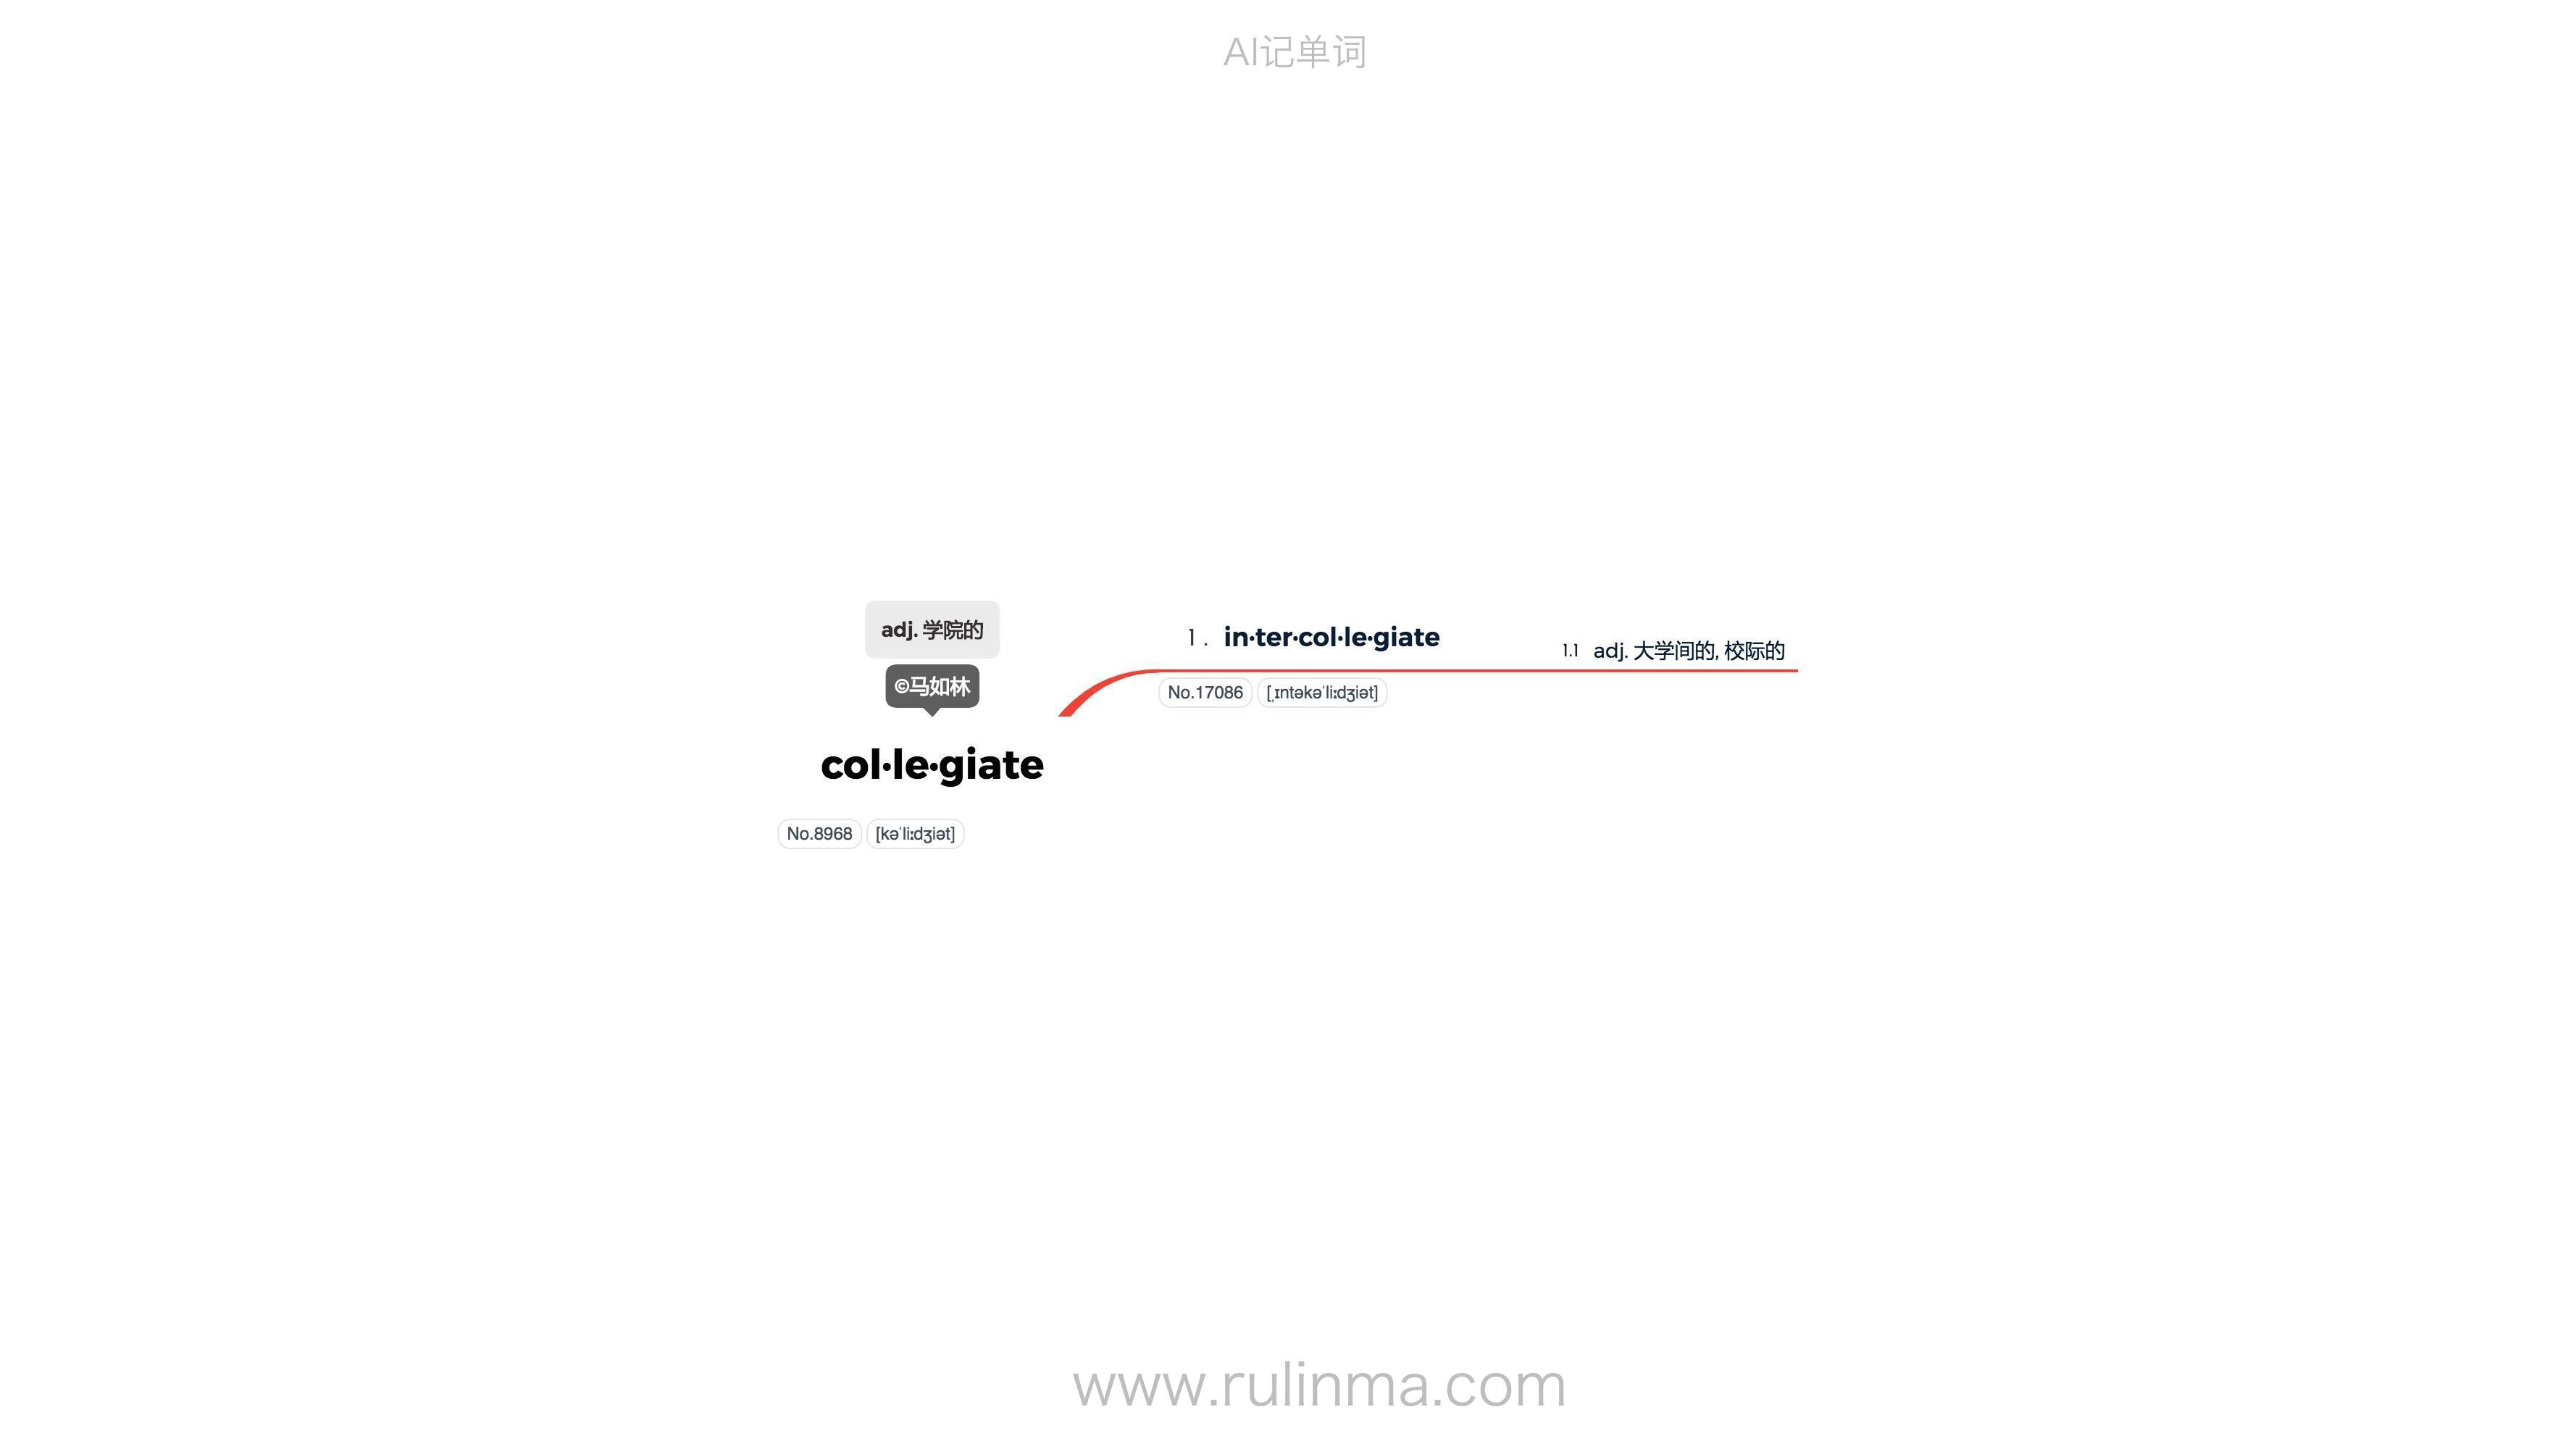 AI记单词
adj. 学院的
©马如林
col·le·giate
No.8968 [kəˈliːdʒiət]
1. in·ter·col·le·giate
No.17086 [ˌɪntəkəˈliːdʒiət]
1.1 adj. 大学间的, 校际的
www.rulinma.com